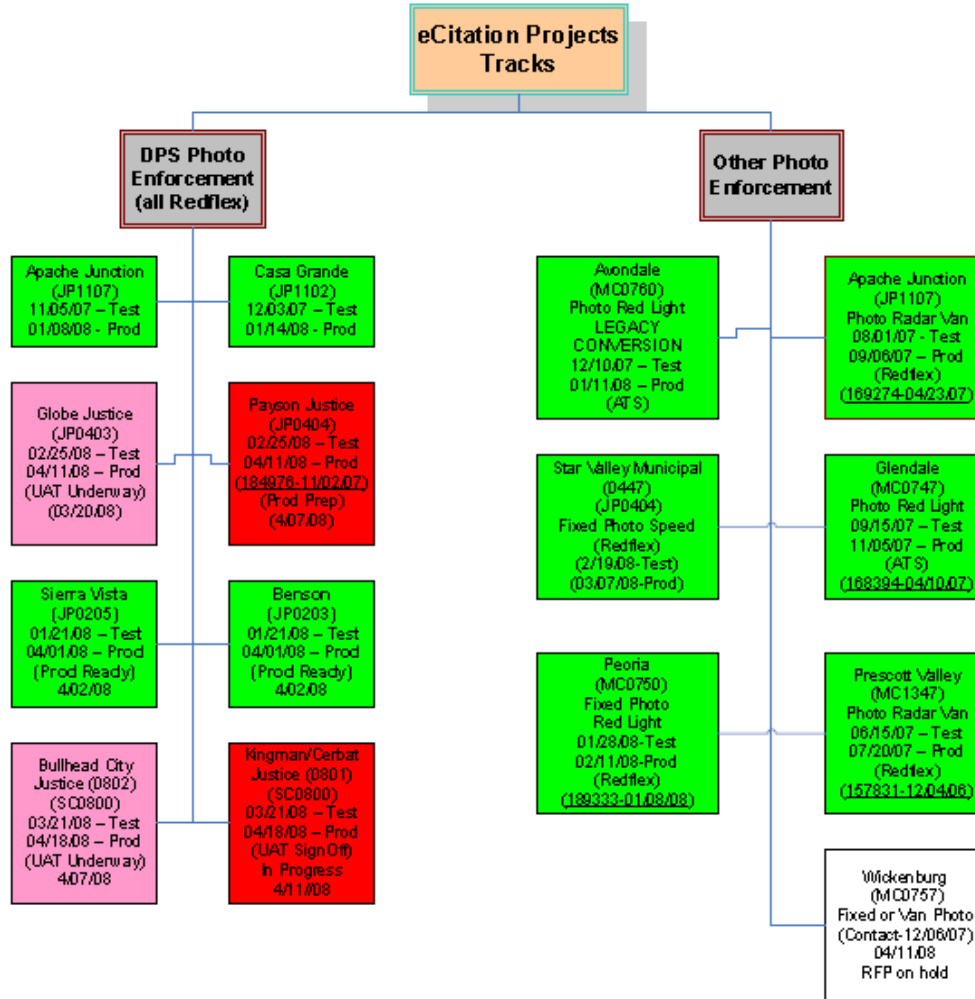 eCitation Projects
Tracks
DPS Photo
Enforcement
(all Redflex)
Other Photo
Enforcement
Apache Junction
(JP1107)
11/05/07 – Test
01/08/08 - Prod
Casa Grande
(JP1102)
12/03/07 – Test
01/14/08 - Prod
Globe Justice
(JP0403)
02/25/08 – Test
04/11/08 – Prod
(UAT Underway)
(03/20/08)
Payson Justice
(JP0404)
02/25/08 – Test
04/11/08 – Prod
(184976-11/02/07)
(Prod Prep)
(4/07/08)
Sierra Vista
(JP0205)
01/21/08 – Test
04/01/08 – Prod
(Prod Ready)
4/02/08
Benson
(JP0203)
01/21/08 – Test
04/01/08 – Prod
(Prod Ready)
4/02/08
Bullhead City
Justice (0802)
(SC0800)
03/21/08 – Test
04/18/08 – Prod
(UAT Underway)
4/07/08
Kingman/Cerbat
Justice (0801)
(SC0800)
03/21/08 – Test
04/18/08 – Prod
(UAT Sign Off)
In Progress
4/11//08
Avondale
(MC0760)
Photo Red Light
LEGACY
CONVERSION
12/10/07 – Test
01/11/08 – Prod
(ATS)
Apache Junction
(JP1107)
Photo Radar Van
08/01/07 - Test
09/06/07 – Prod
(Redflex)
(169274-04/23/07)
Star Valley Municipal
(0447)
(JP0404)
Fixed Photo Speed
(Redflex)
(2/19/08-Test)
(03/07/08-Prod)
Glendale
(MC0747)
Photo Red Light
09/15/07 – Test
11/05/07 – Prod
(ATS)
(168394-04/10/07)
Peoria
(MC0750)
Fixed Photo
Red Light
01/28/08-Test
02/11/08-Prod
(Redflex)
(189333-01/08/08)
Prescott Valley
(MC1347)
Photo Radar Van
06/15/07 – Test
07/20/07 – Prod
(Redflex)
(157831-12/04/06)
Wickenburg
(MC0757)
Fixed or Van Photo
(Contact-12/06/07)
04/11/08
RFP on hold